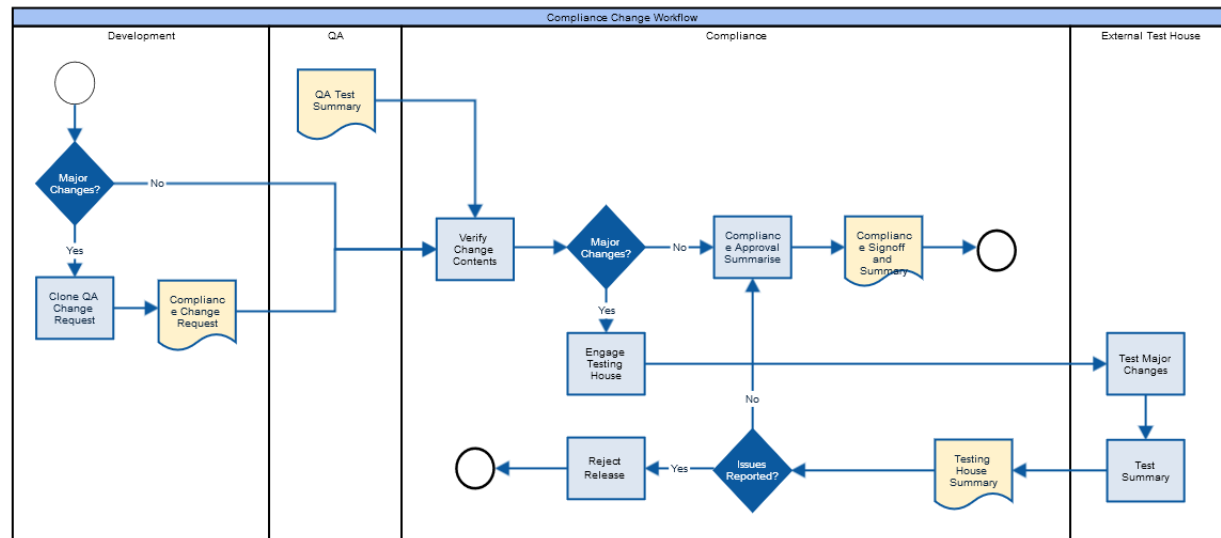 Compliance Change Workflow
Development
QA
Compliance
External Test House
Major
Changes?
No
Yes
Clone QA
Change
Request
Complianc
e Change
Request
QA Test
Summary
Verify
Change
Contents
Major
Changes?
No
Yes
Complianc
e Approval
Summarise
Complianc
e Signoff
and
Summary
Engage
Testing
House
Test Major
Changes
Test
Summary
Testing
House
Summary
Issues
Reported?
No
Yes
Reject
Release